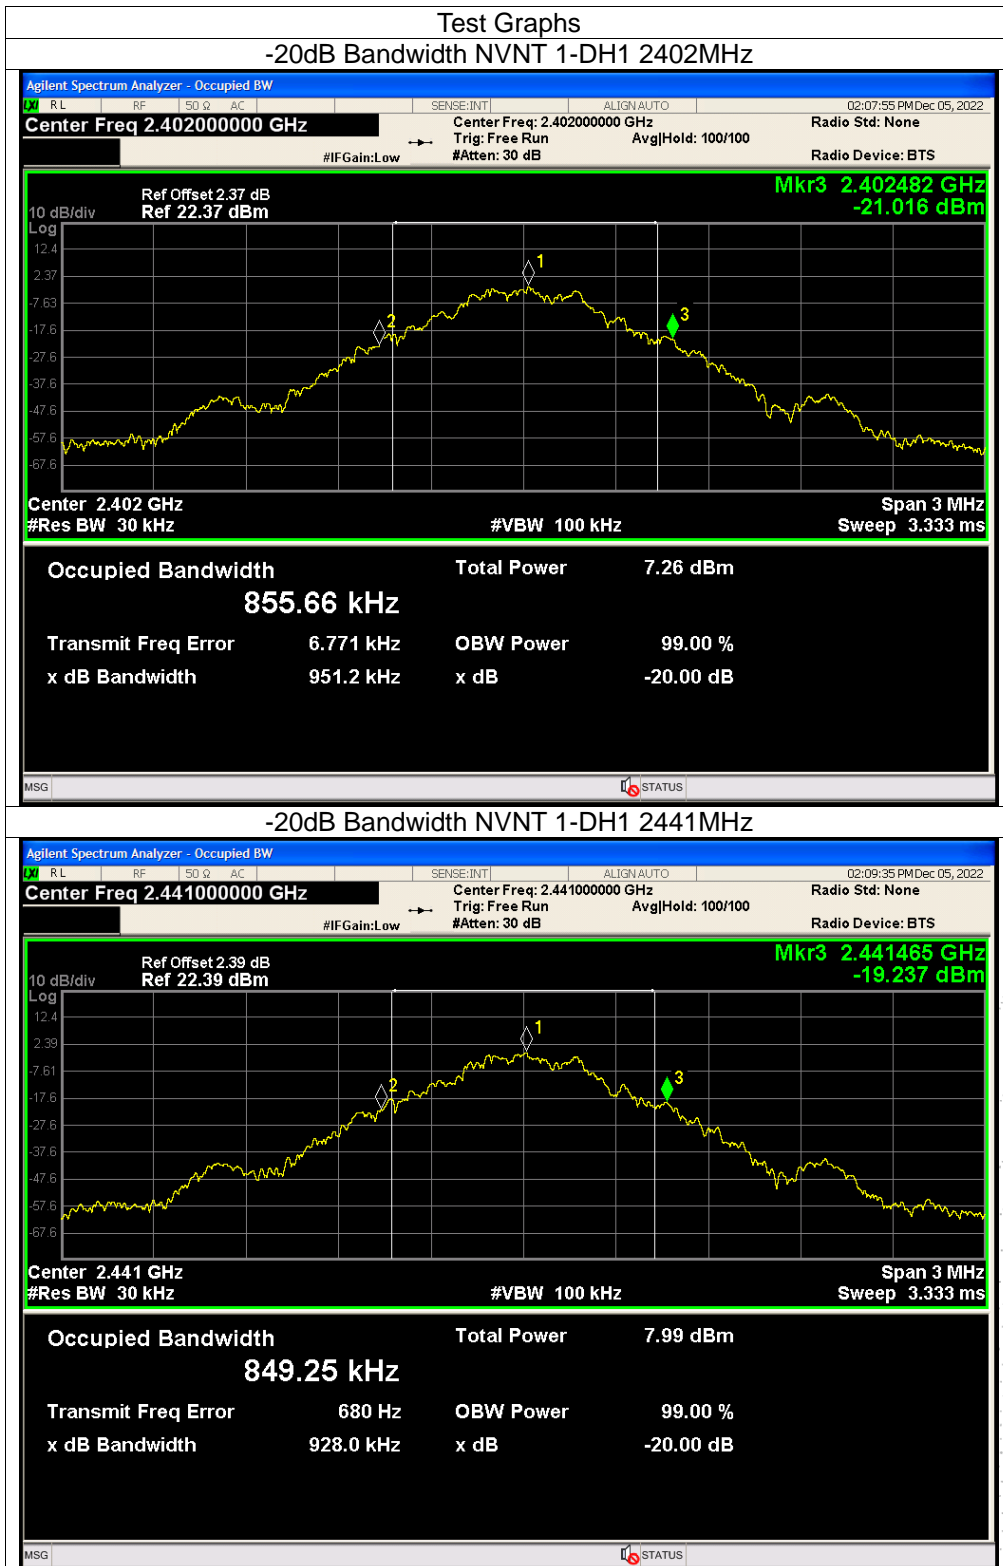 Test Graphs
-20dB Bandwidth NVNT 1-DH1 2402MHz
Agilent Spectrum Analyzer - Occupied BW
LXI RL RF 50 Ω AC SENSE:INT ALIGN AUTO 02:07:55 PM Dec 05, 2022
Center Freq 2.402000000 GHz Center Freq: 2.402000000 GHz Radio Std: None
Trig: Free Run Avg|Hold: 100/100
#IFGain:Low #Atten: 30 dB Radio Device: BTS
Mkr3 2.402482 GHz
-21.016 dBm
Ref Offset 2.37 dB
10 dB/div Ref 22.37 dBm
Log
12.4
2.37
-7.63
-17.6
-27.6
-37.6
-47.6
-57.6
-67.6
1
2
3
Center 2.402 GHz Span 3 MHz
#Res BW 30 kHz #VBW 100 kHz Sweep 3.333 ms
Occupied Bandwidth Total Power 7.26 dBm
855.66 kHz
Transmit Freq Error 6.771 kHz OBW Power 99.00 %
x dB Bandwidth 951.2 kHz x dB -20.00 dB
MSG STATUS
-20dB Bandwidth NVNT 1-DH1 2441MHz
Agilent Spectrum Analyzer - Occupied BW
LXI RL RF 50 Ω AC SENSE:INT ALIGN AUTO 02:09:35 PM Dec 05, 2022
Center Freq 2.441000000 GHz Center Freq: 2.441000000 GHz Radio Std: None
Trig: Free Run Avg|Hold: 100/100
#IFGain:Low #Atten: 30 dB Radio Device: BTS
Mkr3 2.441465 GHz
-19.237 dBm
Ref Offset 2.39 dB
10 dB/div Ref 22.39 dBm
Log
12.4
2.39
-7.61
-17.6
-27.6
-37.6
-47.6
-57.6
-67.6
1
2
3
Center 2.441 GHz Span 3 MHz
#Res BW 30 kHz #VBW 100 kHz Sweep 3.333 ms
Occupied Bandwidth Total Power 7.99 dBm
849.25 kHz
Transmit Freq Error 680 Hz OBW Power 99.00 %
x dB Bandwidth 928.0 kHz x dB -20.00 dB
MSG STATUS